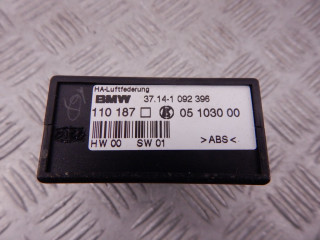 HA-Luftfederung
BMW 37.14-1 092 396
110 187 05 1030 00
>ABS<
HW 00 SW 01